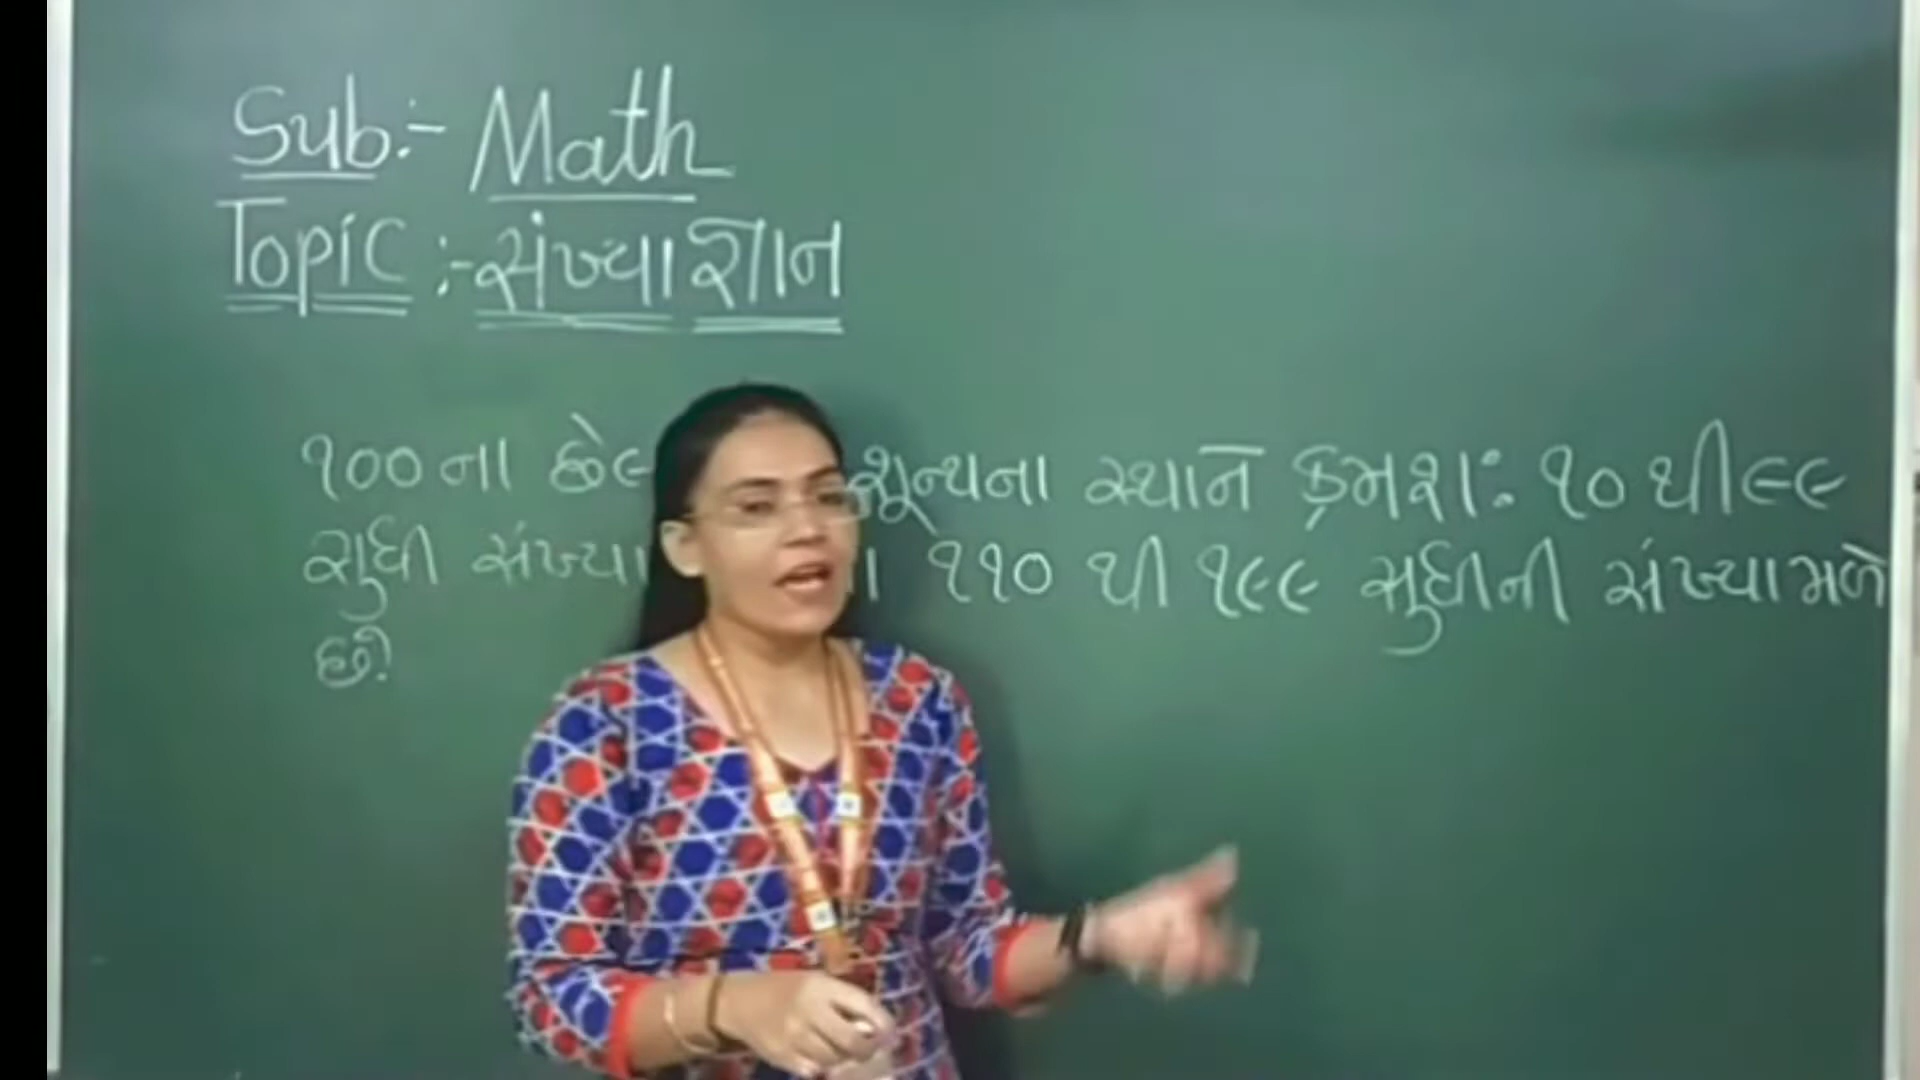 Sub:- Math
Topic:- સંખ્યા જ્ઞાન
૧૦૦ના શૂન્યના સ્થાને ક્રમશ: ૧૦ થી ૯૯
સુધી સંખ્યા ૧૧૦ થી ૧૯૯ સુધીની સંખ્યા મળે
છે.